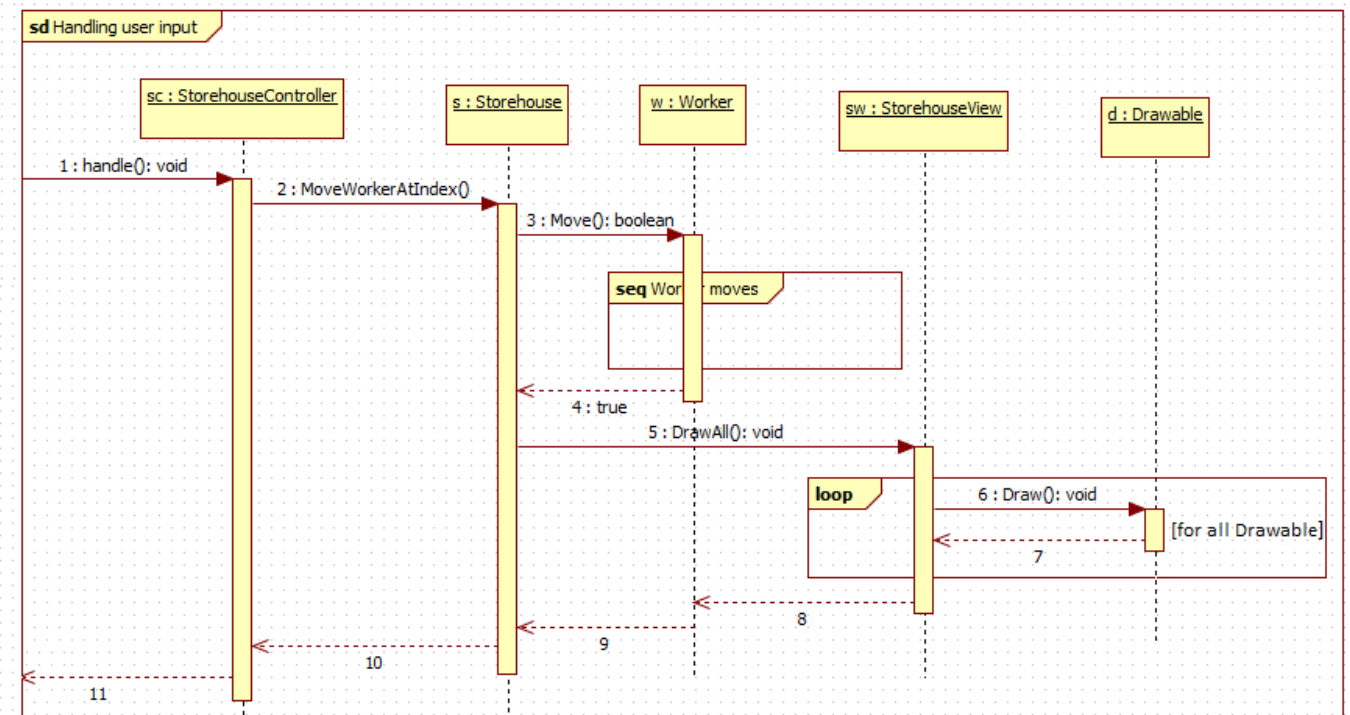 sd Handling user input
sc : StorehouseController
s : Storehouse
w : Worker
sw : StorehouseView
d : Drawable
1 : handle(): void
2 : MoveWorkerAtIndex()
3 : Move(): boolean
seq Wor r moves
4 : true
5 : DrawAll(): void
loop
6 : Draw(): void
[for all Drawable]
7
8
9
10
11